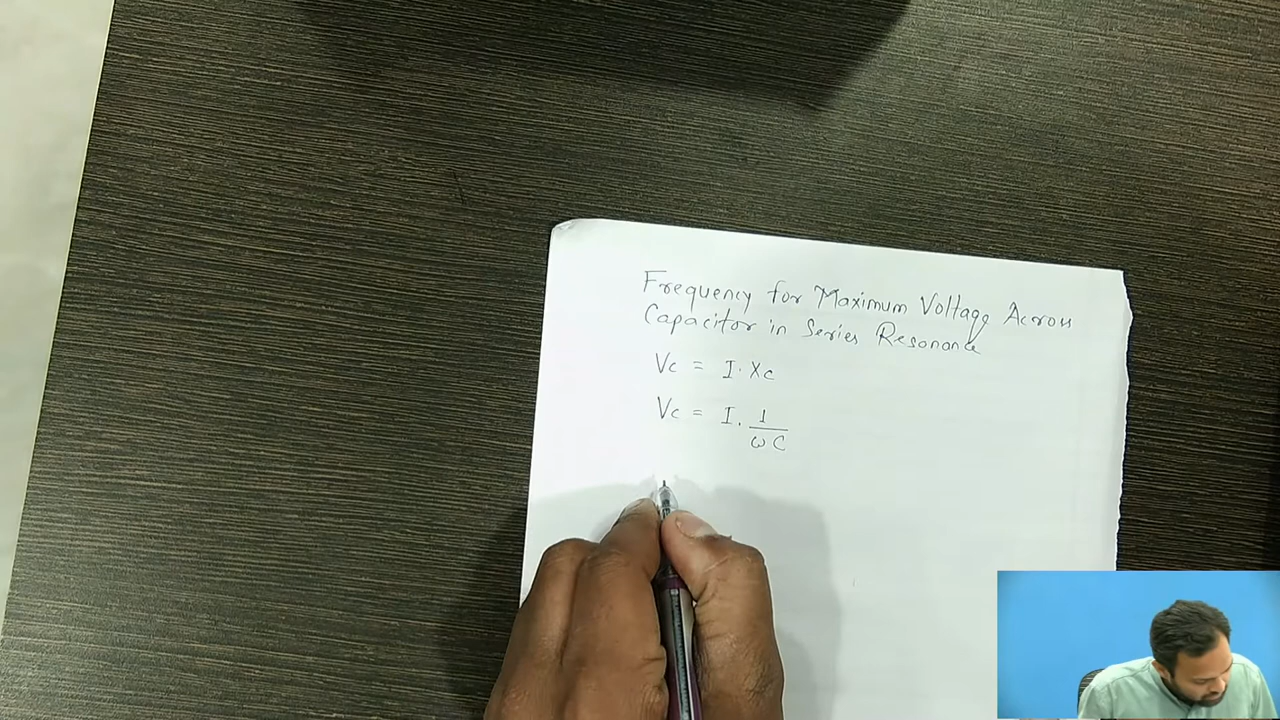 Frequency for Maximum Voltage Across
Capacitor in Series Resonance
Vc = I · Xc
Vc = I · 1/ωC